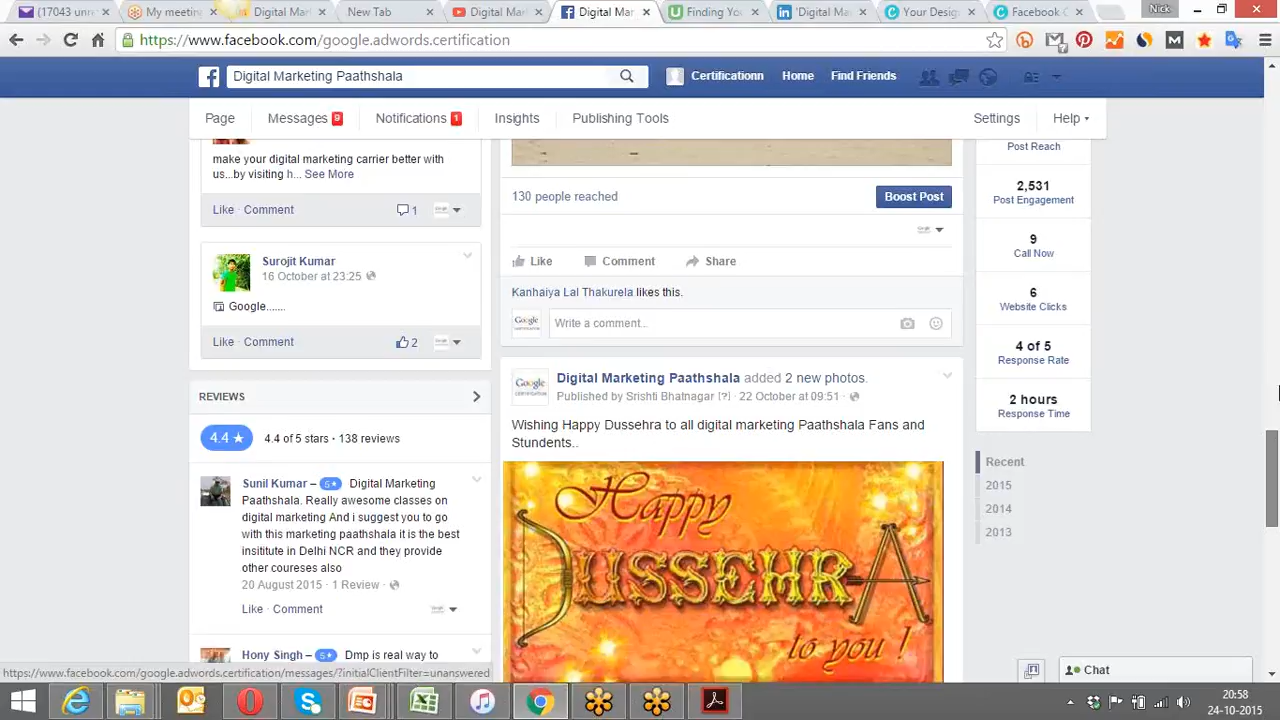 (17043 unre
My meeting
Digital Mark
New Tab
Digital Mar
Digital Mar
Finding You
'Digital Mar
Your Desig
Facebook C
Nick
https://www.facebook.com/google.adwords.certification
Digital Marketing Paathshala
Certificationn
Home
Find Friends
Page
Messages 9
Notifications 1
Insights
Publishing Tools
Settings
Help
make your digital marketing carrier better with
us...by visiting h... See More
Like · Comment
1
Surojit Kumar
16 October at 23:25
Google.......
Like · Comment
2
REVIEWS
4.4 ★ 4.4 of 5 stars · 138 reviews
Sunil Kumar – 5★ Digital Marketing
Paathshala. Really awesome classes on
digital marketing And i suggest you to go
with this marketing paathshala it is the best
insititute in Delhi NCR and they provide
other coureses also
20 August 2015 · 1 Review ·
Like · Comment
Hony Singh – 5★ Dmp is real way to
https://www.facebook.com/google.adwords.certification/messages/?initialClientFilter=unanswered
130 people reached
Boost Post
Like
Comment
Share
Kanhaiya Lal Thakurela likes this.
Google
Write a comment...
Google
Digital Marketing Paathshala added 2 new photos.
Published by Srishti Bhatnagar [?] · 22 October at 09:51 ·
Wishing Happy Dussehra to all digital marketing Paathshala Fans and
Stundents..
Happy
DUSSEHRA
to you !
Post Reach
2,531
Post Engagement
9
Call Now
6
Website Clicks
4 of 5
Response Rate
2 hours
Response Time
Recent
2015
2014
2013
Chat
20:58
24-10-2015